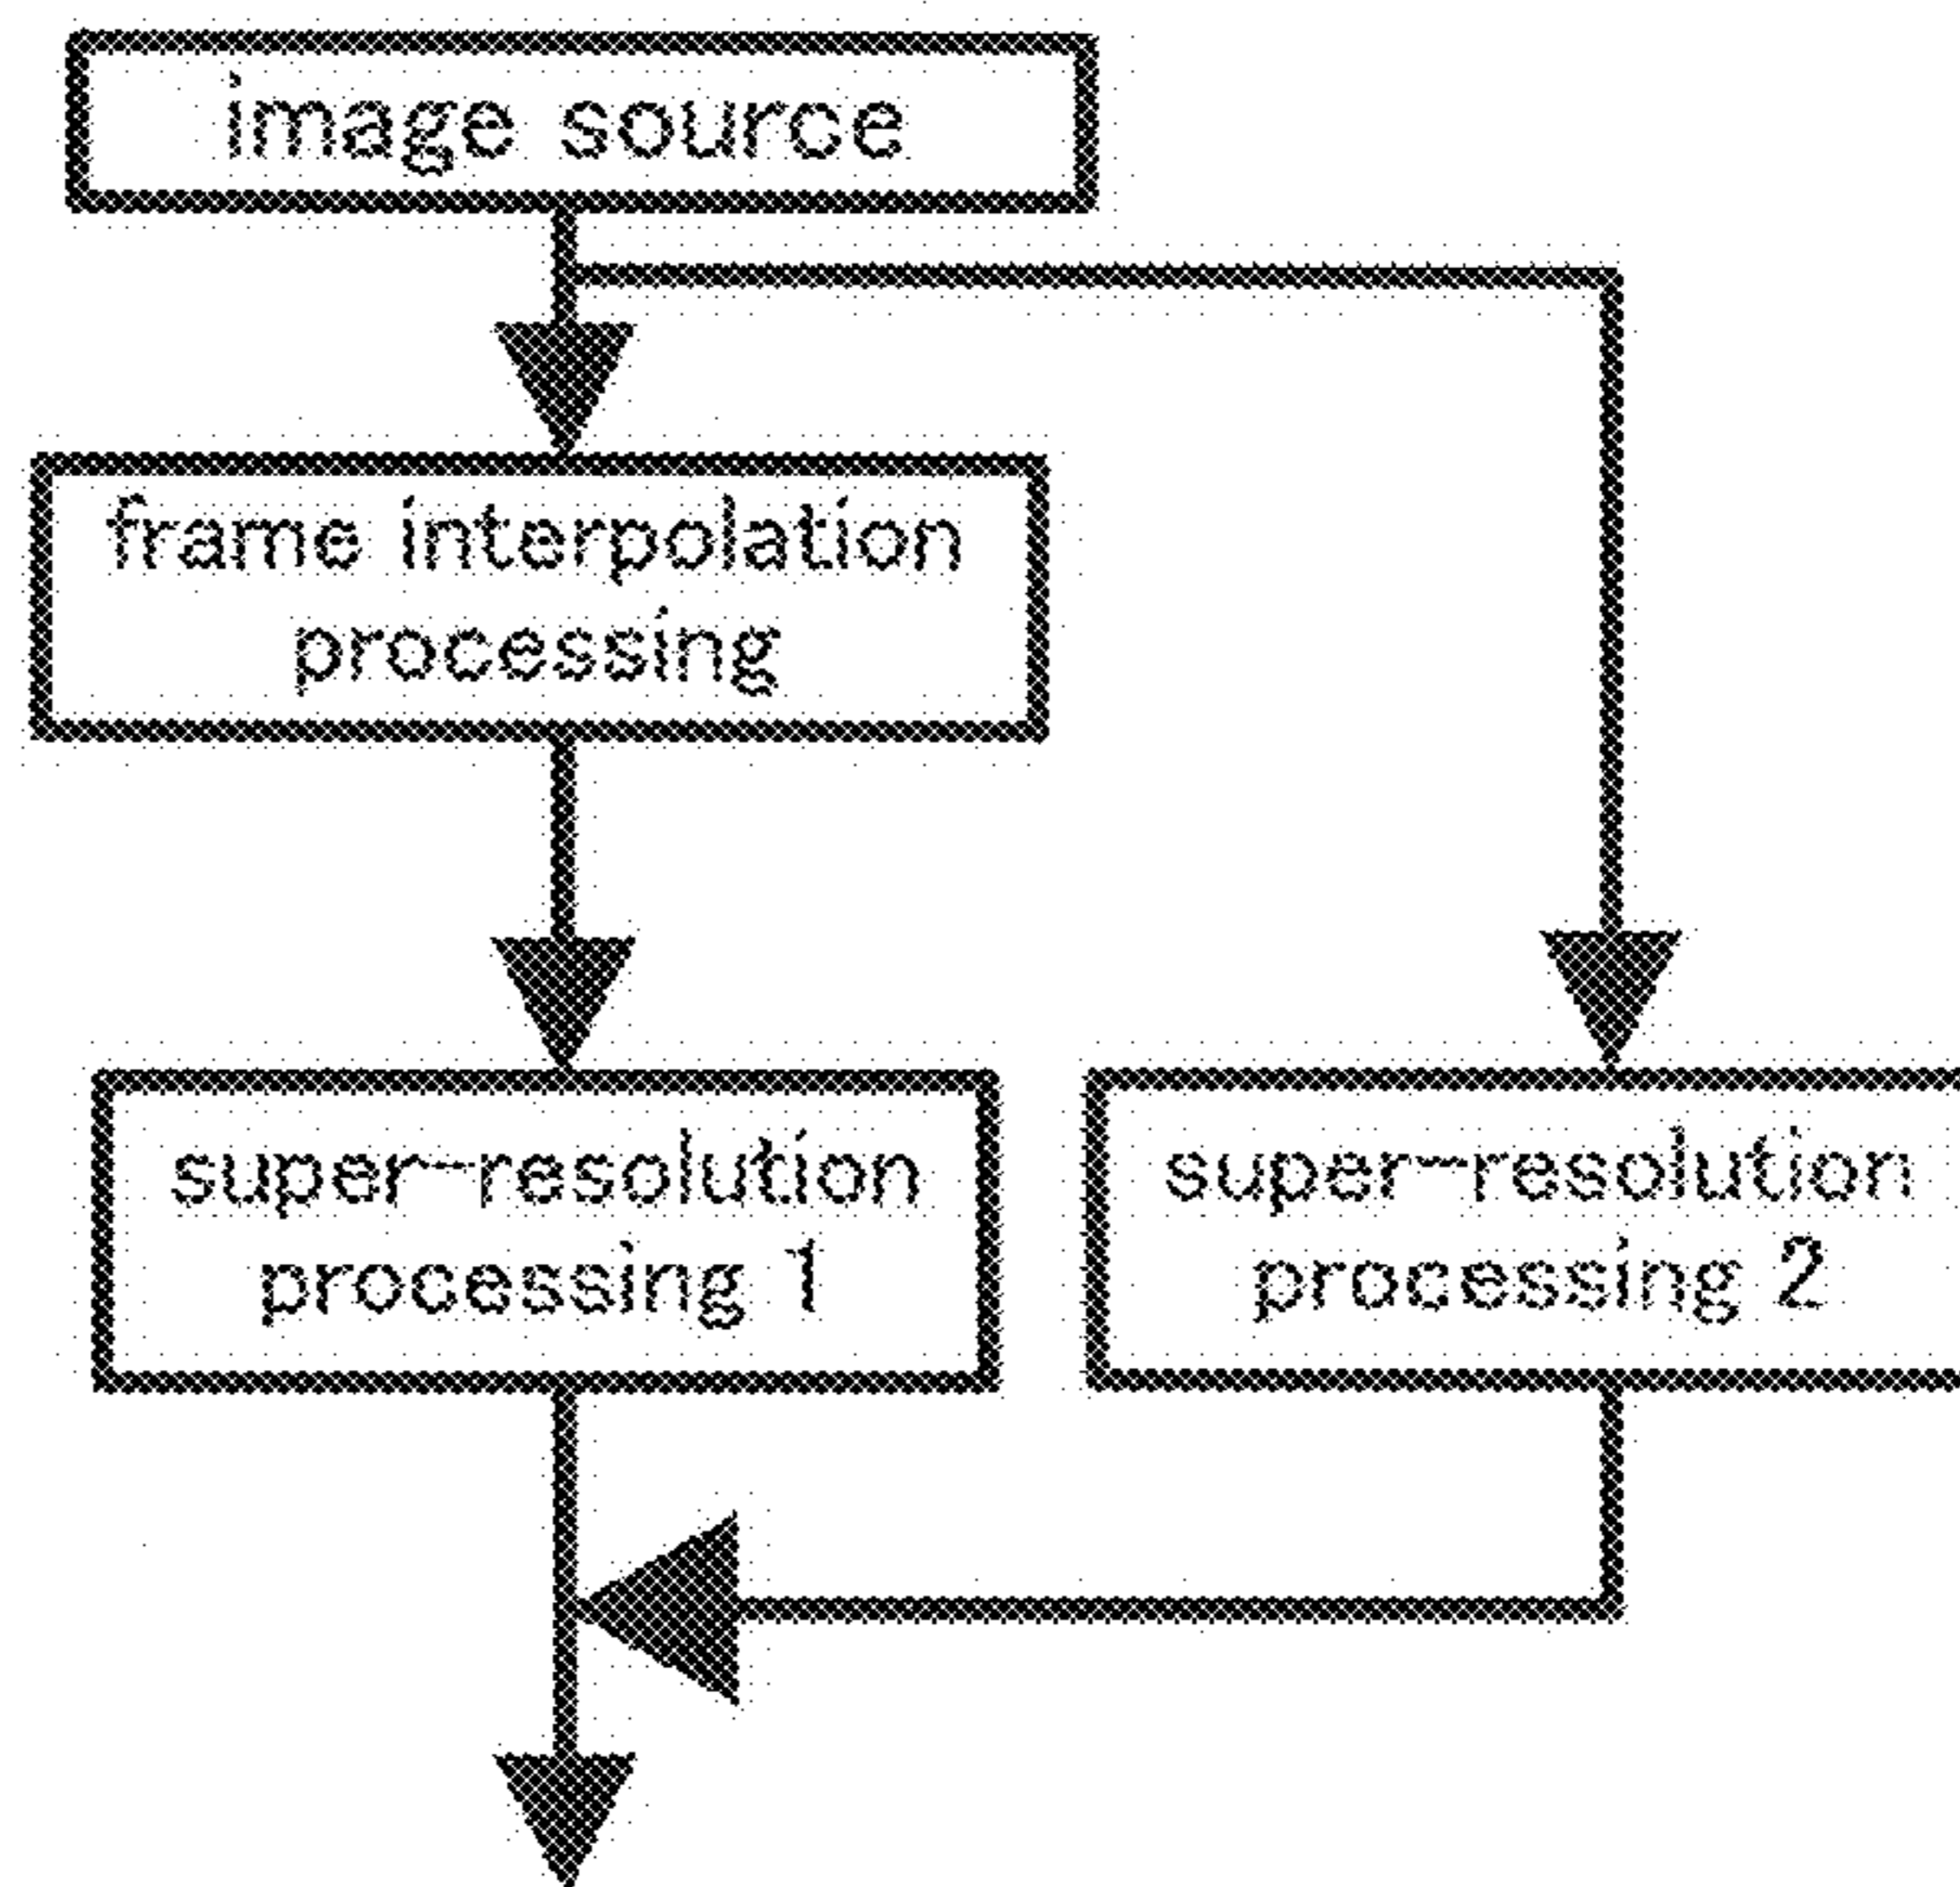 image source
frame interpolation
processing
super-resolution
processing 1
super-resolution
processing 2